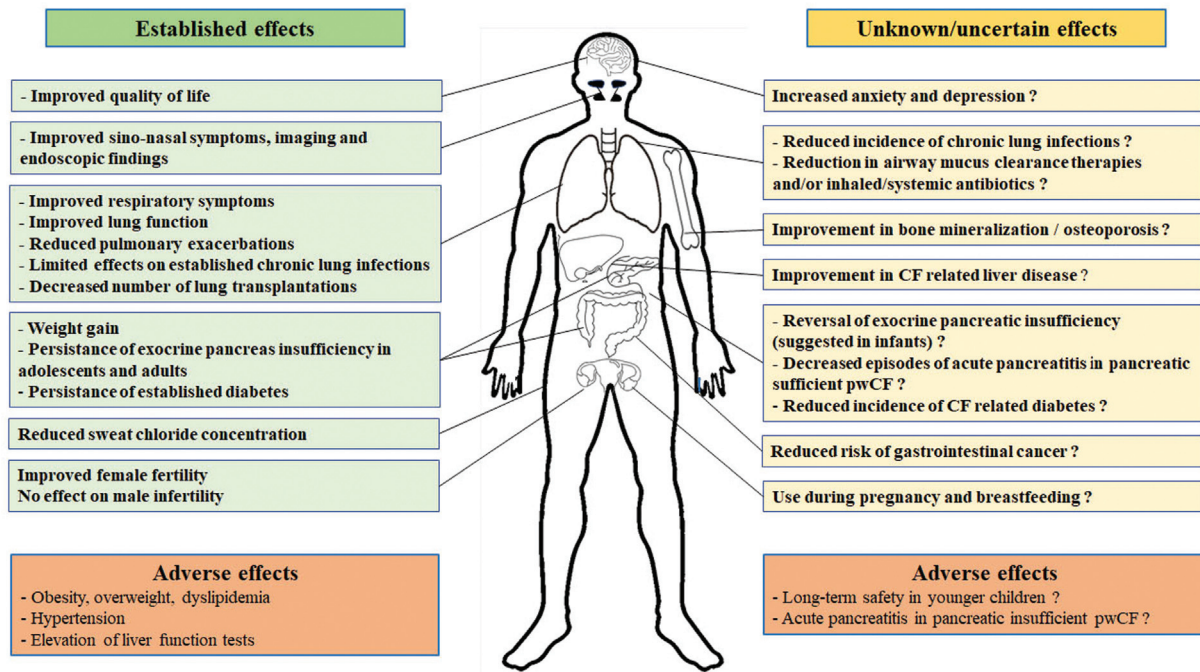 Established effects
- Improved quality of life
- Improved sino-nasal symptoms, imaging and
endoscopic findings
- Improved respiratory symptoms
- Improved lung function
- Reduced pulmonary exacerbations
- Limited effects on established chronic lung infections
- Decreased number of lung transplantations
- Weight gain
- Persistance of exocrine pancreas insufficiency in
adolescents and adults
- Persistance of established diabetes
Reduced sweat chloride concentration
Improved female fertility
No effect on male infertility
Adverse effects
- Obesity, overweight, dyslipidemia
- Hypertension
- Elevation of liver function tests
Unknown/uncertain effects
Increased anxiety and depression ?
- Reduced incidence of chronic lung infections ?
- Reduction in airway mucus clearance therapies
and/or inhaled/systemic antibiotics ?
Improvement in bone mineralization / osteoporosis ?
Improvement in CF related liver disease ?
- Reversal of exocrine pancreatic insufficiency
(suggested in infants) ?
- Decreased episodes of acute pancreatitis in pancreatic
sufficient pwCF ?
- Reduced incidence of CF related diabetes ?
Reduced risk of gastrointestinal cancer ?
Use during pregnancy and breastfeeding ?
Adverse effects
- Long-term safety in younger children ?
- Acute pancreatitis in pancreatic insufficient pwCF ?